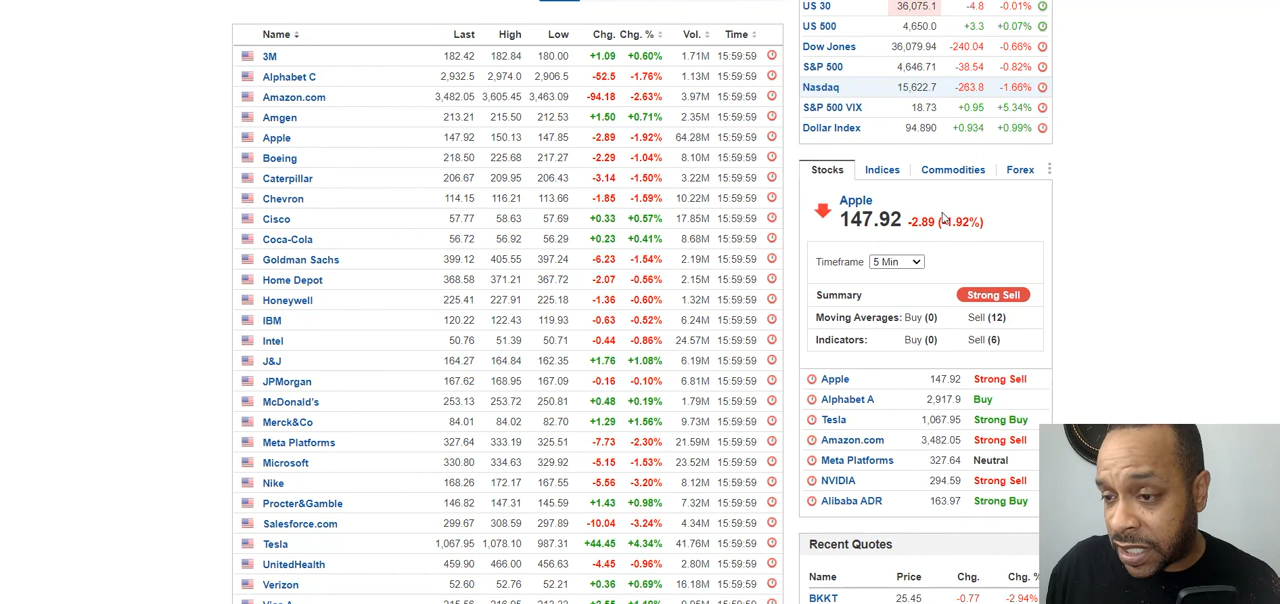 Name Last High Low Chg. Chg. % Vol. Time
3M 182.42 182.84 180.00 +1.09 +0.60% 1.71M 15:59:59
Alphabet C 2,932.5 2,974.0 2,906.5 -52.5 -1.76% 1.13M 15:59:59
Amazon.com 3,482.05 3,605.45 3,463.09 -94.18 -2.63% 3.97M 15:59:59
Amgen 213.21 215.50 212.53 +1.50 +0.71% 2.35M 15:59:59
Apple 147.92 150.13 147.85 -2.89 -1.92% 64.28M 15:59:59
Boeing 218.50 225.68 217.27 -2.29 -1.04% 8.10M 15:59:59
Caterpillar 206.67 209.95 206.43 -3.14 -1.50% 3.22M 15:59:59
Chevron 114.15 116.21 113.66 -1.85 -1.59% 10.22M 15:59:59
Cisco 57.77 58.63 57.69 +0.33 +0.57% 17.85M 15:59:59
Coca-Cola 56.72 56.92 56.29 +0.23 +0.41% 8.68M 15:59:59
Goldman Sachs 399.12 405.55 397.24 -6.23 -1.54% 2.19M 15:59:59
Home Depot 368.58 371.21 367.72 -2.07 -0.56% 2.15M 15:59:59
Honeywell 225.41 227.91 225.18 -1.36 -0.60% 1.32M 15:59:59
IBM 120.22 122.43 119.93 -0.63 -0.52% 6.24M 15:59:59
Intel 50.76 51.39 50.71 -0.44 -0.86% 24.57M 15:59:59
J&J 164.27 164.84 162.35 +1.76 +1.08% 6.19M 15:59:59
JPMorgan 167.62 168.95 167.09 -0.16 -0.10% 6.81M 15:59:59
McDonald's 253.13 253.72 250.81 +0.48 +0.19% 1.79M 15:59:59
Merck&Co 84.01 84.02 82.70 +1.29 +1.56% 9.73M 15:59:59
Meta Platforms 327.64 333.19 325.51 -7.73 -2.30% 21.59M 15:59:59
Microsoft 330.80 334.63 329.92 -5.15 -1.53% 23.52M 15:59:59
Nike 168.26 172.17 167.55 -5.56 -3.20% 8.12M 15:59:59
Procter&Gamble 146.82 147.31 145.59 +1.43 +0.98% 7.32M 15:59:59
Salesforce.com 299.67 308.59 297.89 -10.04 -3.24% 4.34M 15:59:59
Tesla 1,067.95 1,078.10 987.31 +44.45 +4.34% 41.76M 15:59:59
UnitedHealth 459.90 466.00 456.63 -4.45 -0.96% 2.80M 15:59:59
Verizon 52.60 52.76 52.21 +0.36 +0.69% 16.18M 15:59:59
US 30 36,075.1 -4.8 -0.01%
US 500 4,650.0 +3.3 +0.07%
Dow Jones 36,079.94 -240.04 -0.66%
S&P 500 4,646.71 -38.54 -0.82%
Nasdaq 15,622.7 -263.8 -1.66%
S&P 500 VIX 18.73 +0.95 +5.34%
Dollar Index 94.890 +0.934 +0.99%
Stocks Indices Commodities Forex
Apple
147.92 -2.89 (-1.92%)
Timeframe 5 Min
Summary Strong Sell
Moving Averages: Buy (0) Sell (12)
Indicators: Buy (0) Sell (6)
Apple 147.92 Strong Sell
Alphabet A 2,917.9 Buy
Tesla 1,067.95 Strong Buy
Amazon.com 3,482.05 Strong Sell
Meta Platforms 327.64 Neutral
NVIDIA 294.59 Strong Sell
Alibaba ADR 163.97 Strong Buy
Recent Quotes
Name Price Chg. Chg. %
BKKT 25.45 -0.77 -2.94%